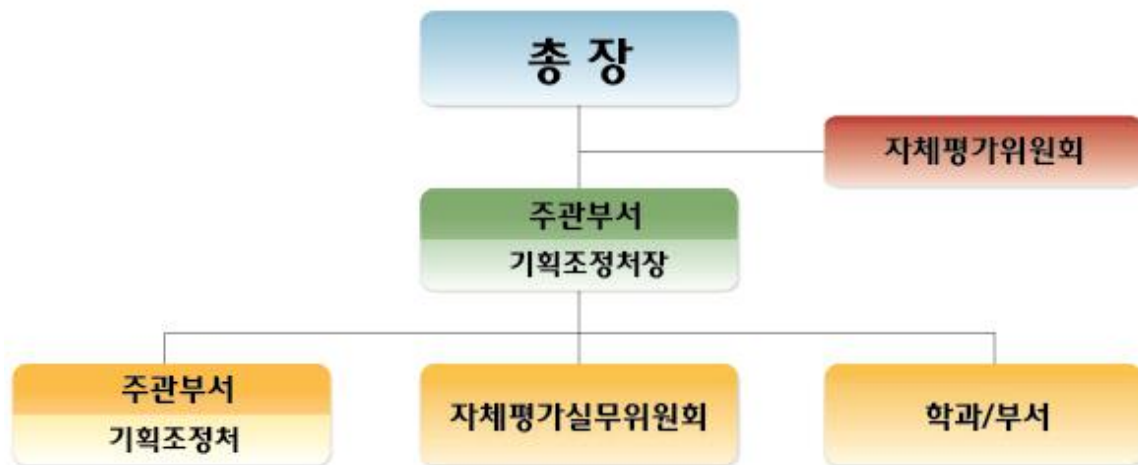 총 장
자체평가위원회
주관부서
기획조정처장
주관부서
기획조정처
자체평가실무위원회
학과/부서